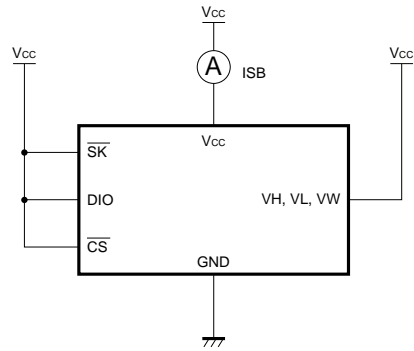 VCC
VCC
A ISB
VCC
VCC
SK
DIO
VH, VL, VW
CS
GND